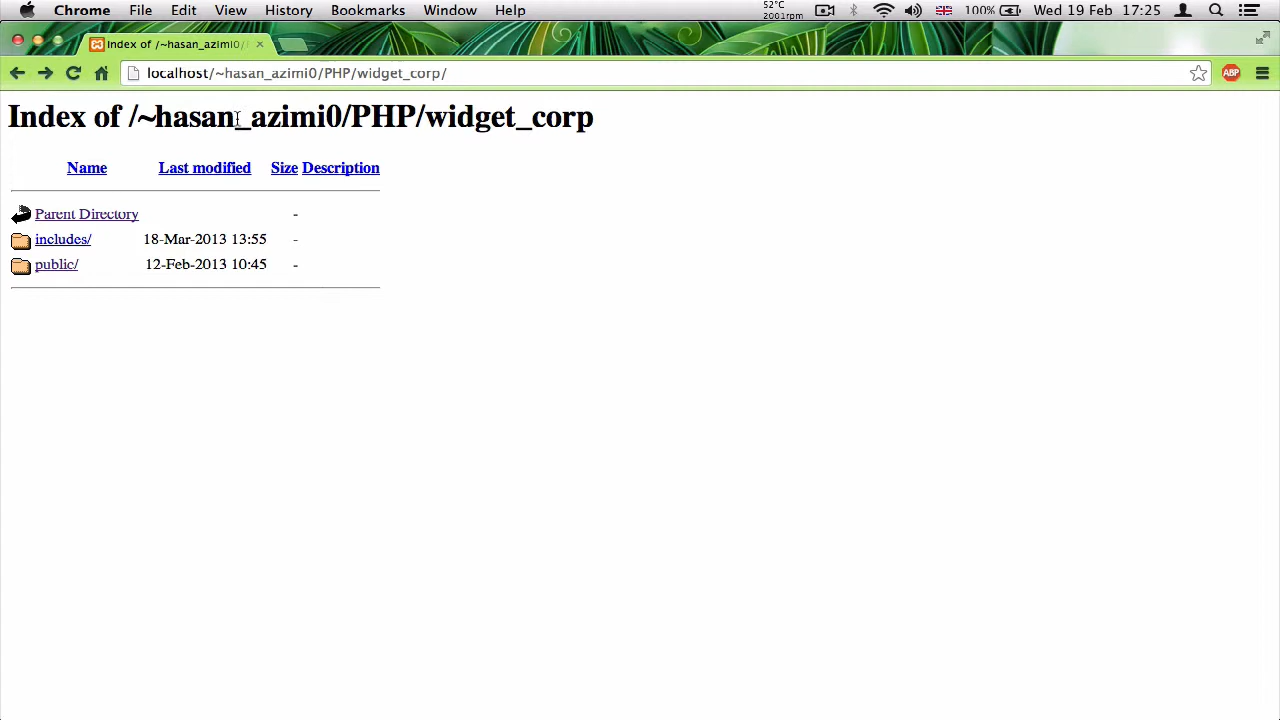 Chrome File Edit View History Bookmarks Window Help 52°C 2001rpm 100% Wed 19 Feb 17:25
Index of /~hasan_azimi0/
localhost/~hasan_azimi0/PHP/widget_corp/
ABP
Index of /~hasan_azimi0/PHP/widget_corp
Name Last modified Size Description
Parent Directory -
includes/ 18-Mar-2013 13:55 -
public/ 12-Feb-2013 10:45 -